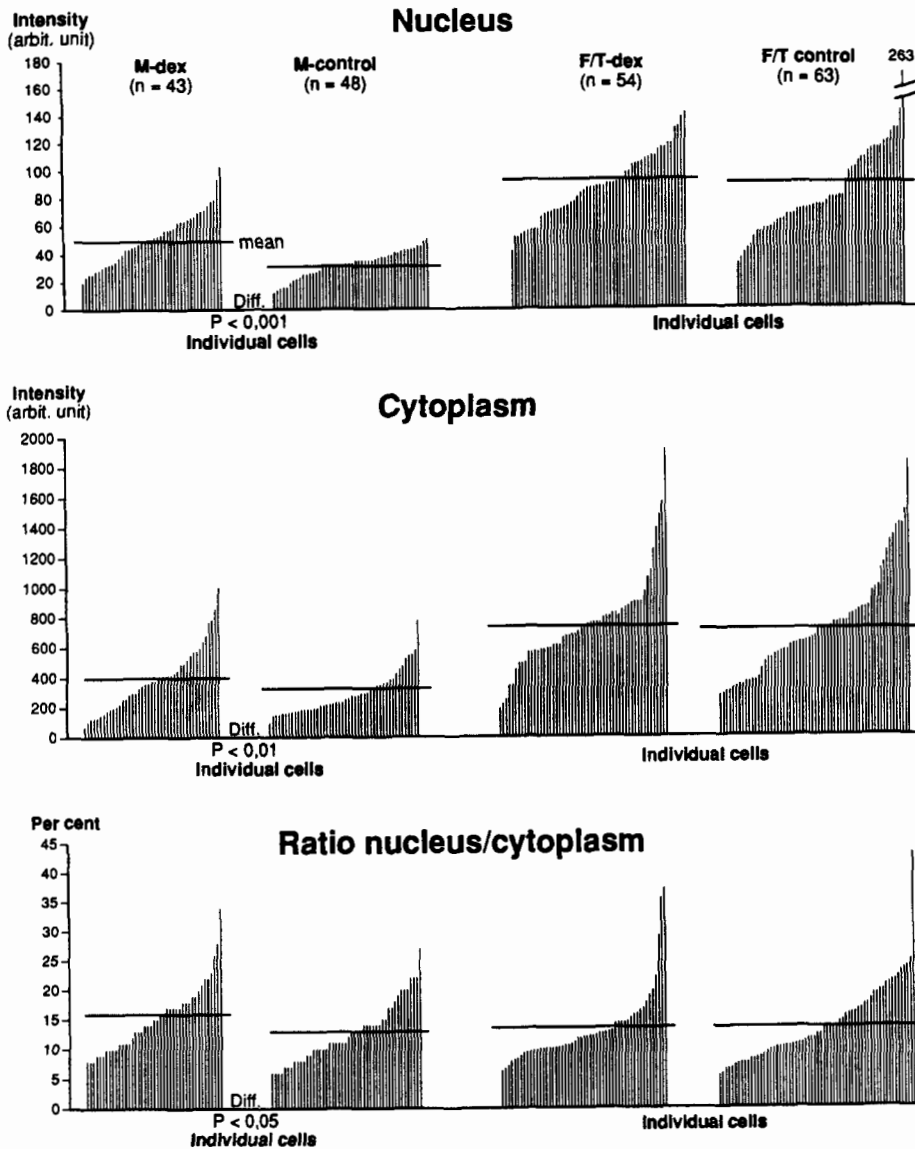 Nucleus
Intensity
(arbit. unit)
M-dex
(n = 43)
M-control
(n = 48)
F/T-dex
(n = 54)
F/T control
(n = 63)
263
180
160
140
120
100
80
60
40
20
0
mean
Diff.
P < 0,001
Individual cells
Individual cells
Cytoplasm
Intensity
(arbit. unit)
2000
1800
1600
1400
1200
1000
800
600
400
200
0
Diff.
P < 0,01
Individual cells
Individual cells
Ratio nucleus/cytoplasm
Per cent
45
40
35
30
25
20
15
10
5
0
Diff.
P < 0,05
Individual cells
Individual cells